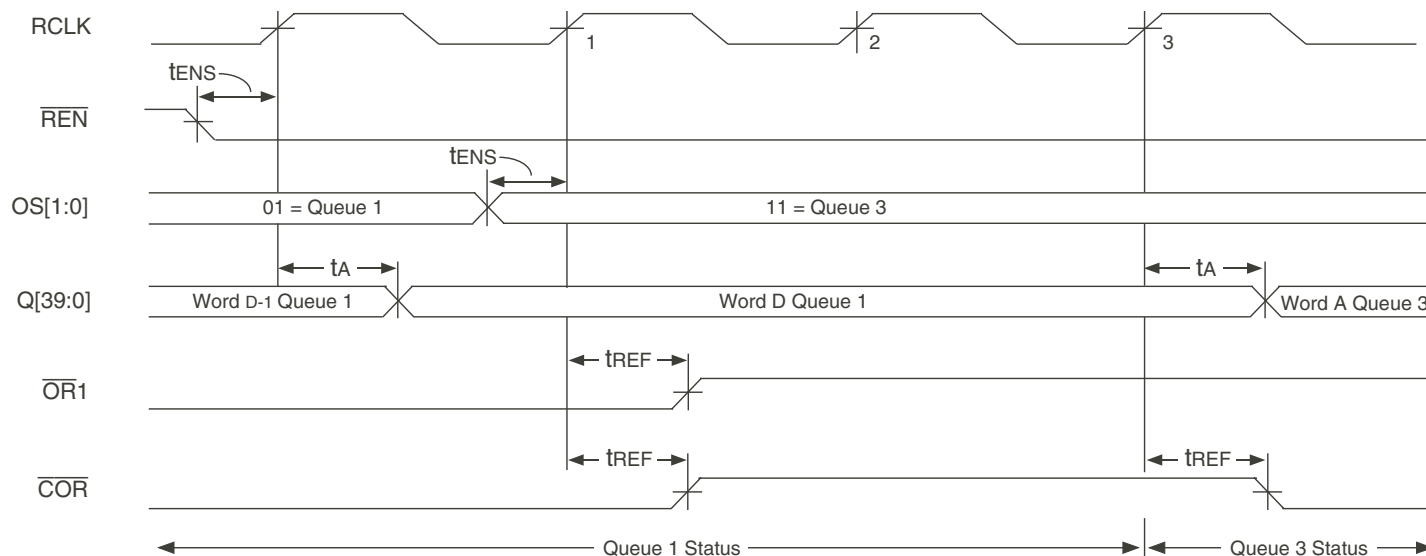 RCLK
1
2
3
tENS
REN
tENS
OS[1:0]
01 = Queue 1
11 = Queue 3
tA
tA
Q[39:0]
Word D-1 Queue 1
Word D Queue 1
Word A Queue 3
tREF
OR1
tREF
tREF
COR
Queue 1 Status
Queue 3 Status